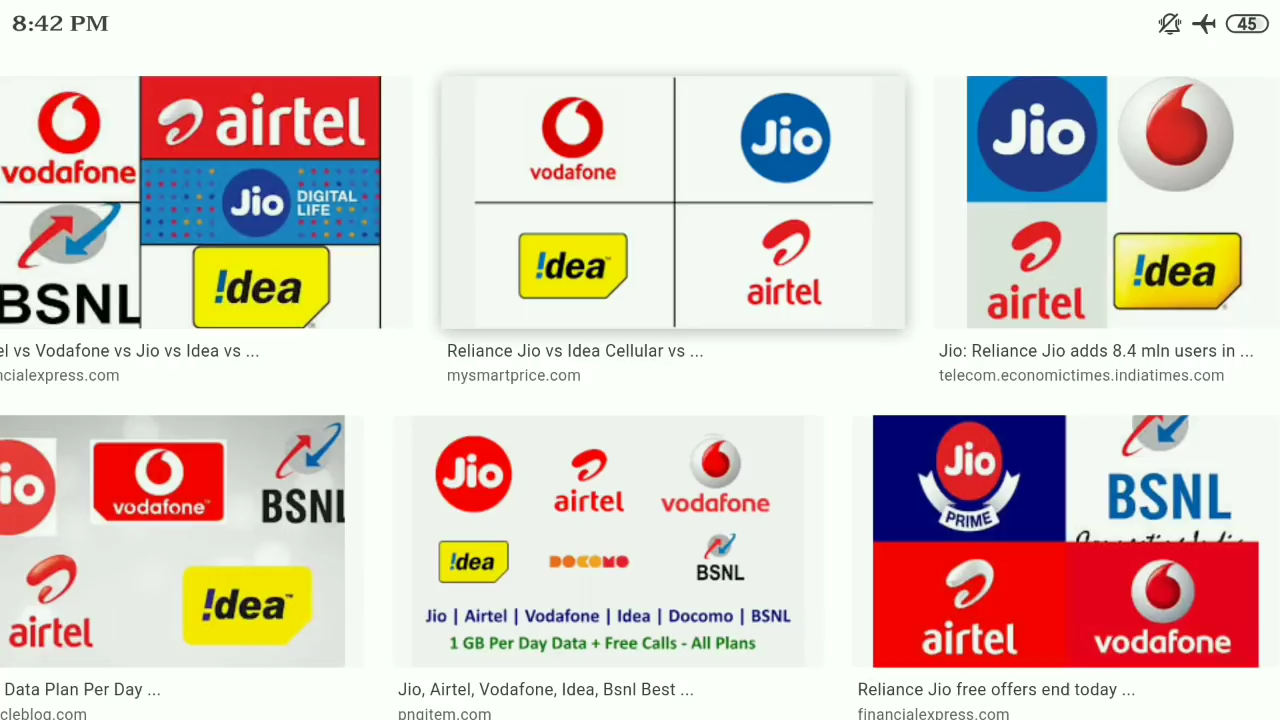 8:42 PM
45
vodafone
airtel
Jio DIGITAL LIFE
BSNL
!dea
vodafone
Jio
!dea™
airtel
Jio
airtel
!dea
el vs Vodafone vs Jio vs Idea vs ...
ncialexpress.com
Reliance Jio vs Idea Cellular vs ...
mysmartprice.com
Jio: Reliance Jio adds 8.4 mln users in ...
telecom.economictimes.indiatimes.com
io
vodafone™
BSNL
airtel
!dea™
Jio
airtel
vodafone
!dea
DOCOMO
BSNL
Jio | Airtel | Vodafone | Idea | Docomo | BSNL
1 GB Per Day Data + Free Calls - All Plans
Jio
PRIME
BSNL
airtel
vodafone
Data Plan Per Day ...
cleblog.com
Jio, Airtel, Vodafone, Idea, Bsnl Best ...
pngitem.com
Reliance Jio free offers end today ...
financialexpress.com